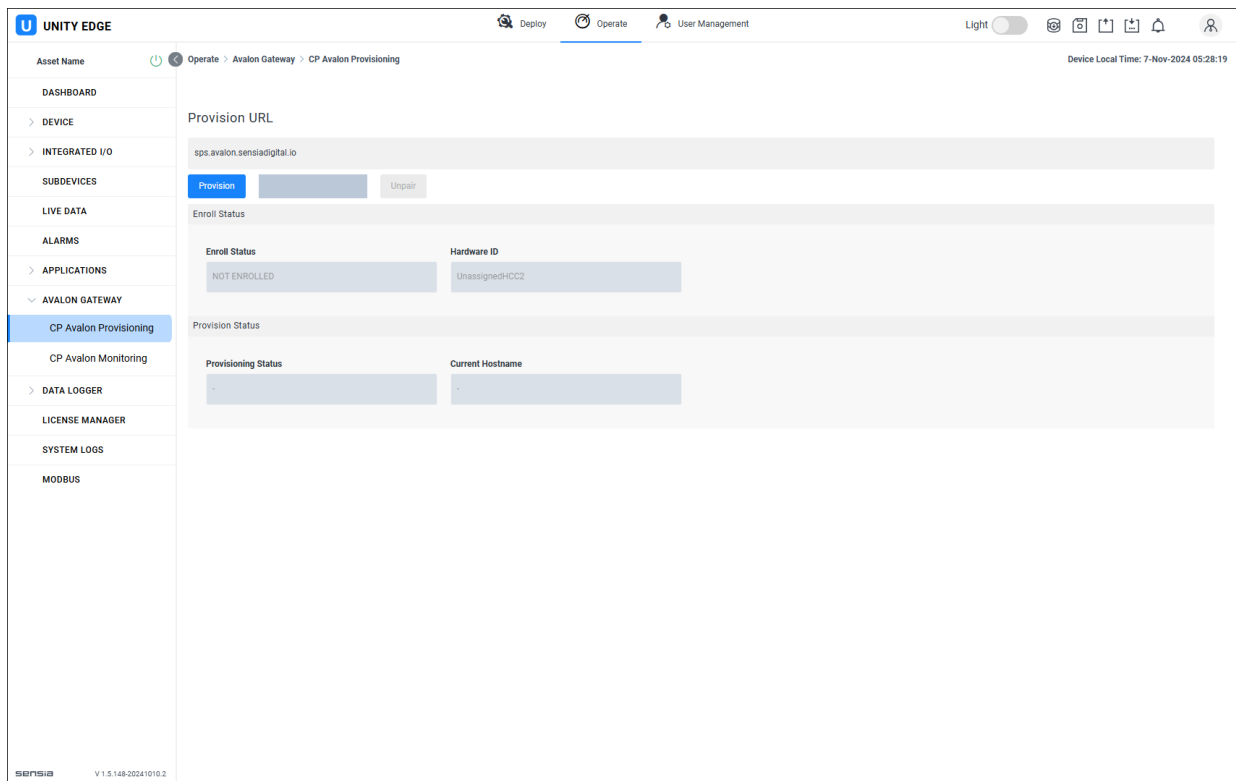 U UNITY EDGE
Deploy
Operate
User Management
Light
Asset Name
Operate > Avalon Gateway > CP Avalon Provisioning
Device Local Time: 7-Nov-2024 05:28:19
DASHBOARD
DEVICE
INTEGRATED I/O
SUBDEVICES
LIVE DATA
ALARMS
APPLICATIONS
AVALON GATEWAY
CP Avalon Provisioning
CP Avalon Monitoring
DATA LOGGER
LICENSE MANAGER
SYSTEM LOGS
MODBUS
Provision URL
sps.avalon.sensiadigital.io
Provision
Unpair
Enroll Status
Enroll Status
Hardware ID
NOT ENROLLED
UnassignedHCC2
Provision Status
Provisioning Status
Current Hostname
-
-
sensia
V 1.5.148-20241010.2